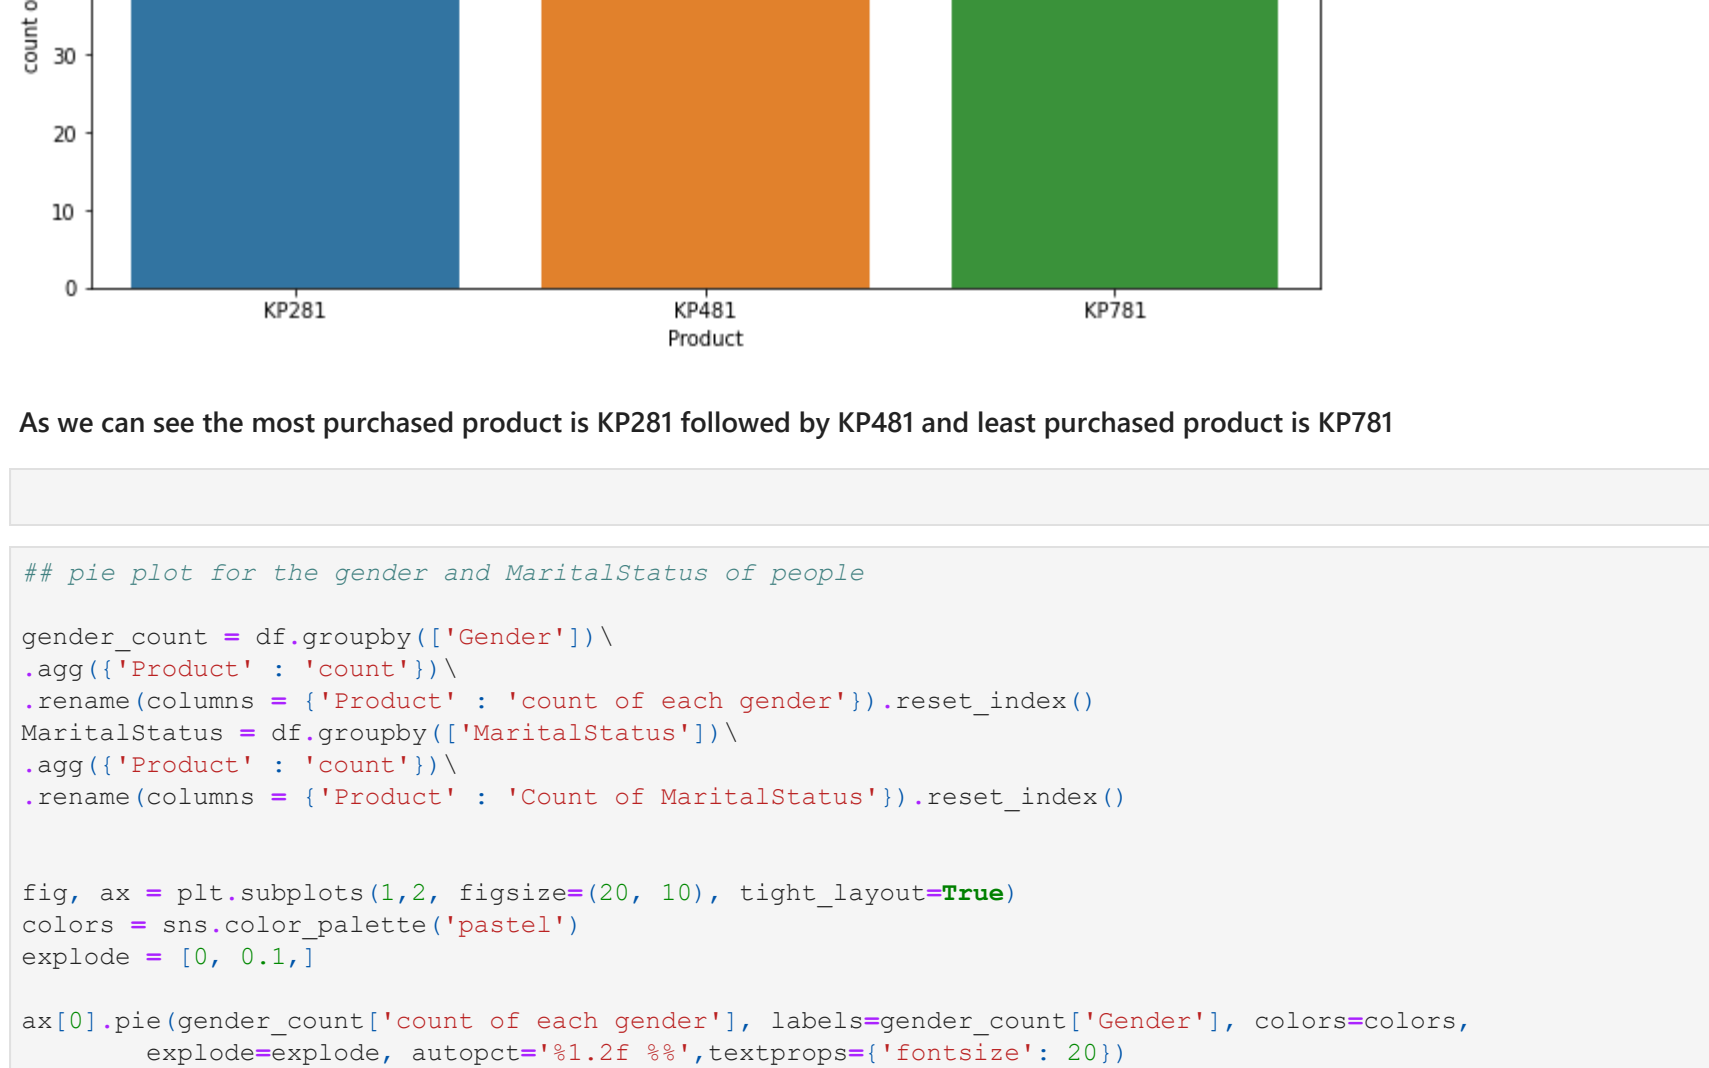 count o
30
20
10
0
KP281 KP481 KP781
Product
As we can see the most purchased product is KP281 followed by KP481 and least purchased product is KP781
## pie plot for the gender and MaritalStatus of people
gender_count = df.groupby(['Gender'])\
.agg({'Product' : 'count'})\
.rename(columns = {'Product' : 'count of each gender'}).reset_index()
MaritalStatus = df.groupby(['MaritalStatus'])\
.agg({'Product' : 'count'})\
.rename(columns = {'Product' : 'Count of MaritalStatus'}).reset_index()
fig, ax = plt.subplots(1,2, figsize=(20, 10), tight_layout=True)
colors = sns.color_palette('pastel')
explode = [0, 0.1,]
ax[0].pie(gender_count['count of each gender'], labels=gender_count['Gender'], colors=colors,
        explode=explode, autopct='%1.2f %%',textprops={'fontsize': 20})